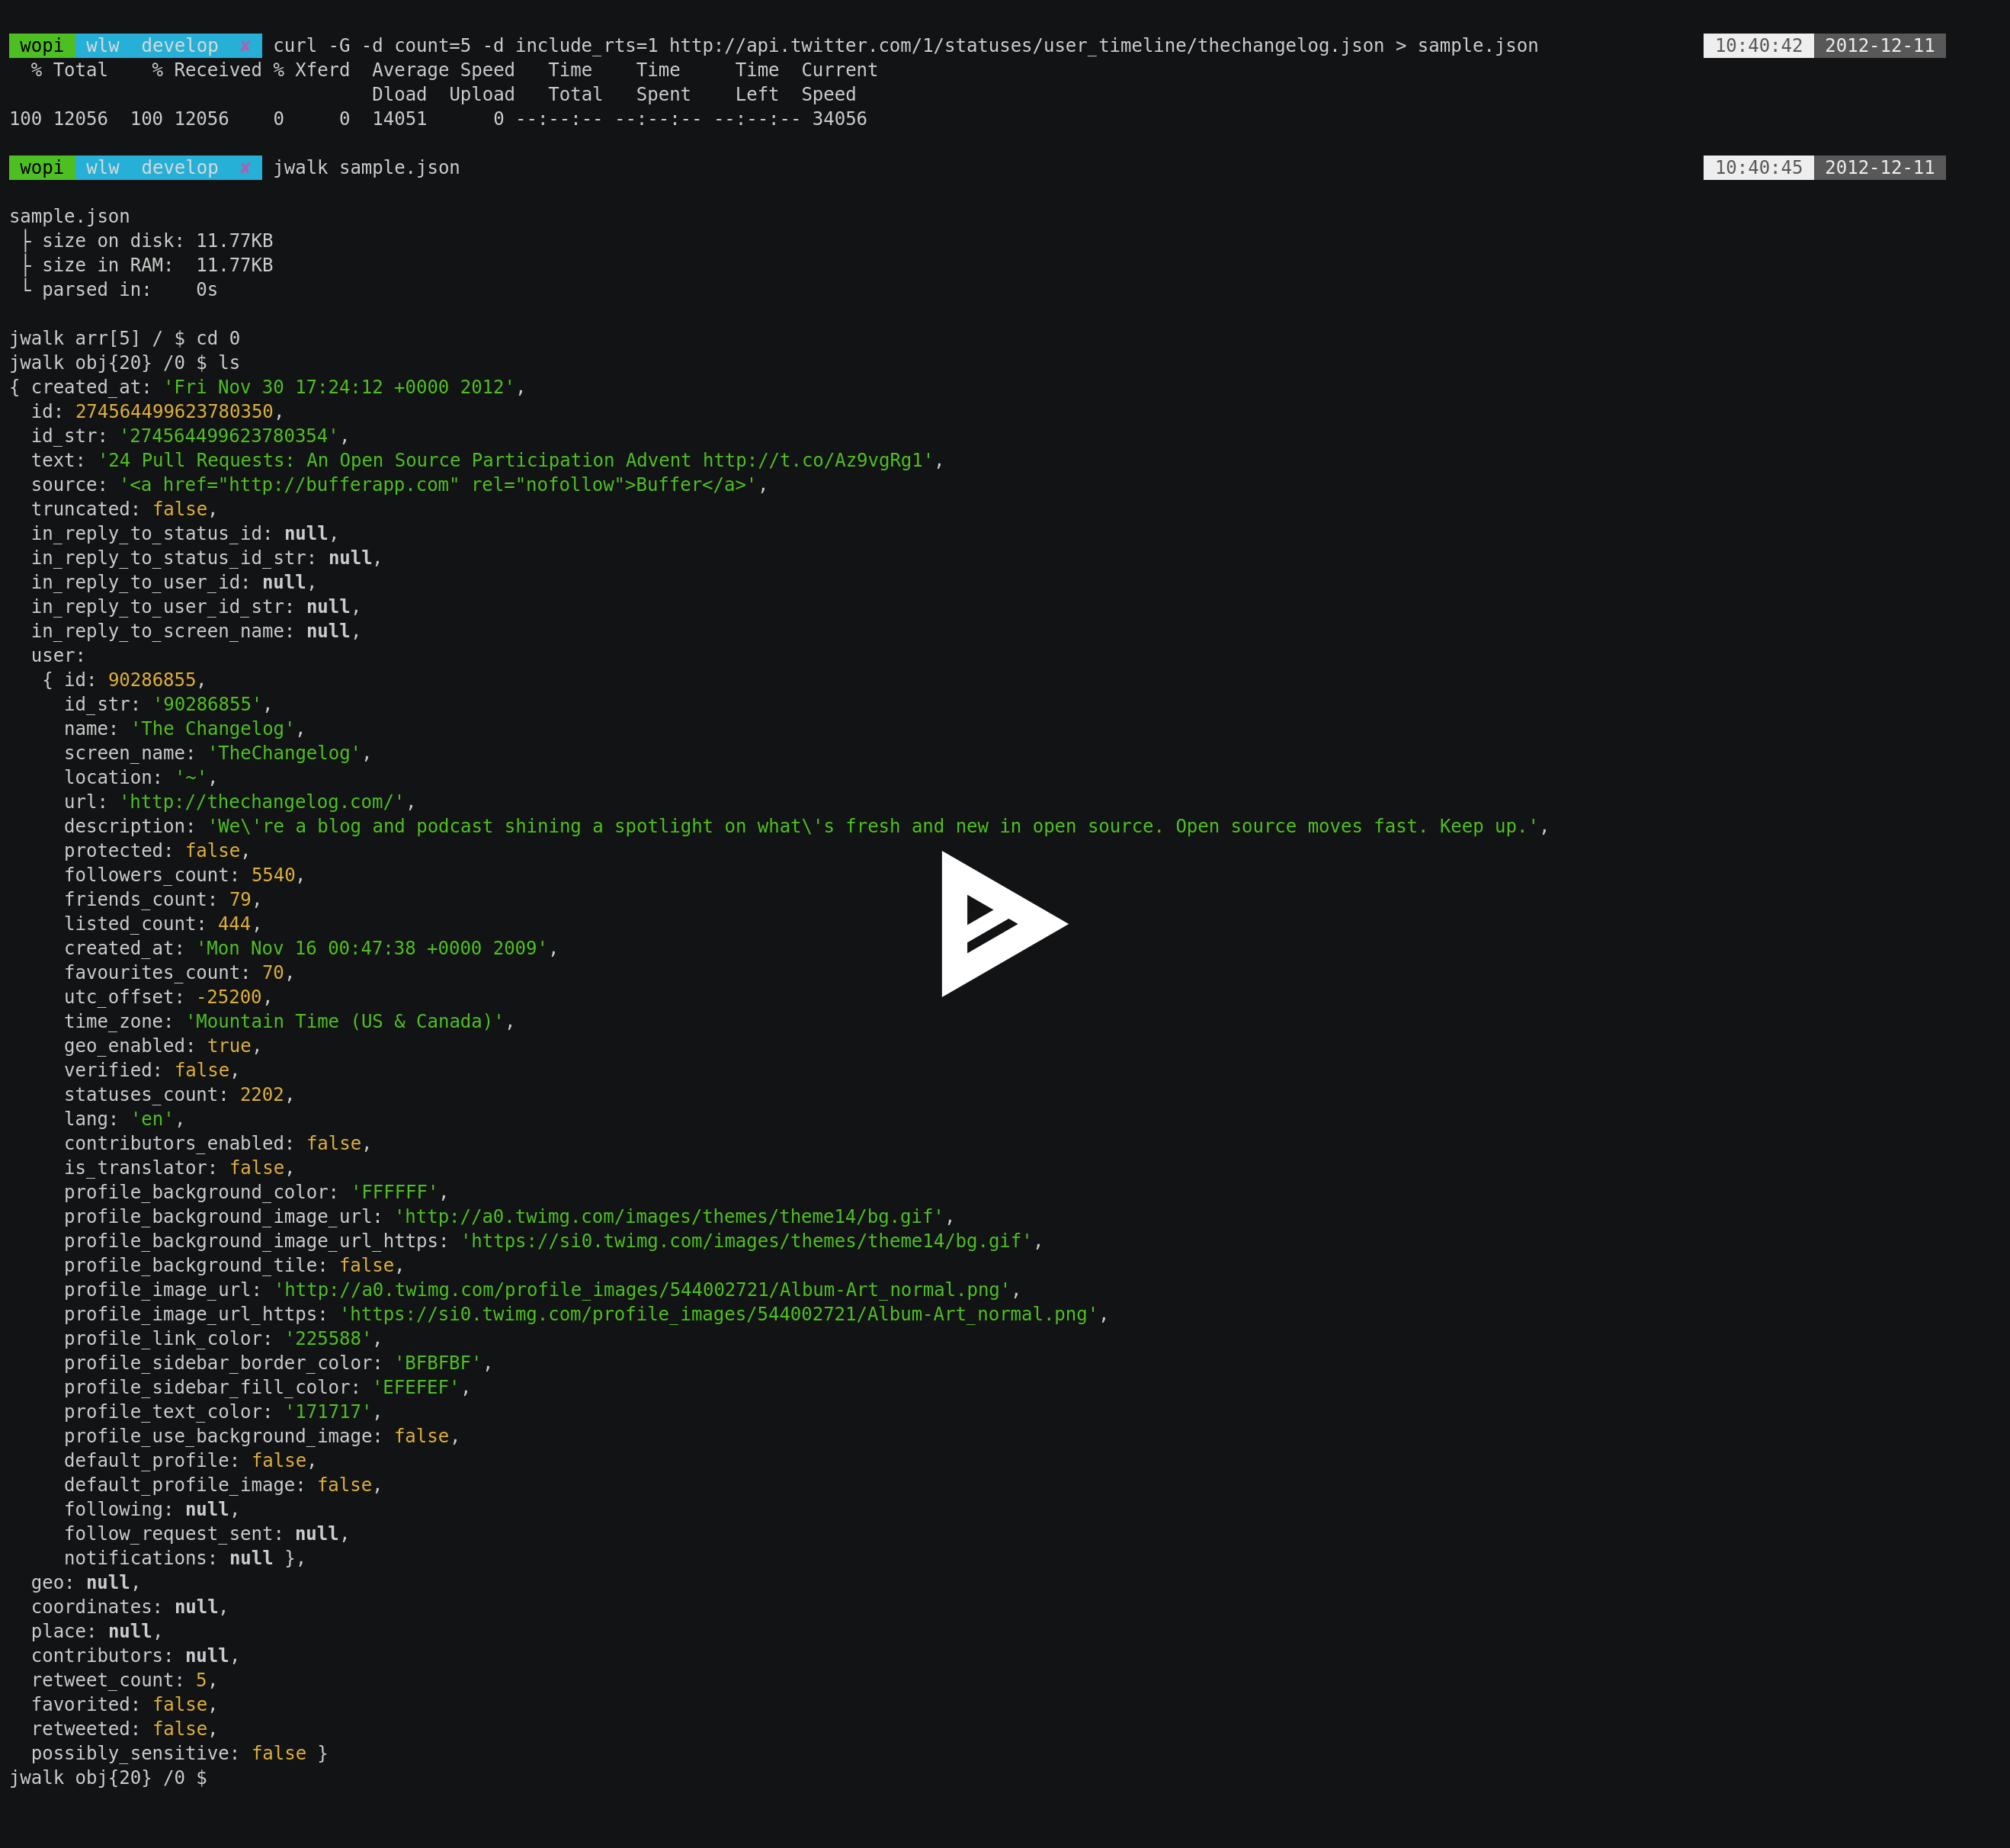 wopi wlw develop ✘ curl -G -d count=5 -d include_rts=1 http://api.twitter.com/1/statuses/user_timeline/thechangelog.json > sample.json 10:40:42 2012-12-11
% Total % Received % Xferd Average Speed Time Time Time Current
Dload Upload Total Spent Left Speed
100 12056 100 12056 0 0 14051 0 --:--:-- --:--:-- --:--:-- 34056
wopi wlw develop ✘ jwalk sample.json 10:40:45 2012-12-11
sample.json
├ size on disk: 11.77KB
├ size in RAM: 11.77KB
└ parsed in: 0s
jwalk arr[5] / $ cd 0
jwalk obj{20} /0 $ ls
{ created_at: 'Fri Nov 30 17:24:12 +0000 2012',
id: 274564499623780350,
id_str: '274564499623780354',
text: '24 Pull Requests: An Open Source Participation Advent http://t.co/Az9vgRg1',
source: '<a href="http://bufferapp.com" rel="nofollow">Buffer</a>',
truncated: false,
in_reply_to_status_id: null,
in_reply_to_status_id_str: null,
in_reply_to_user_id: null,
in_reply_to_user_id_str: null,
in_reply_to_screen_name: null,
user:
{ id: 90286855,
id_str: '90286855',
name: 'The Changelog',
screen_name: 'TheChangelog',
location: '~',
url: 'http://thechangelog.com/',
description: 'We\'re a blog and podcast shining a spotlight on what\'s fresh and new in open source. Open source moves fast. Keep up.',
protected: false,
followers_count: 5540,
friends_count: 79,
listed_count: 444,
created_at: 'Mon Nov 16 00:47:38 +0000 2009',
favourites_count: 70,
utc_offset: -25200,
time_zone: 'Mountain Time (US & Canada)',
geo_enabled: true,
verified: false,
statuses_count: 2202,
lang: 'en',
contributors_enabled: false,
is_translator: false,
profile_background_color: 'FFFFFF',
profile_background_image_url: 'http://a0.twimg.com/images/themes/theme14/bg.gif',
profile_background_image_url_https: 'https://si0.twimg.com/images/themes/theme14/bg.gif',
profile_background_tile: false,
profile_image_url: 'http://a0.twimg.com/profile_images/544002721/Album-Art_normal.png',
profile_image_url_https: 'https://si0.twimg.com/profile_images/544002721/Album-Art_normal.png',
profile_link_color: '225588',
profile_sidebar_border_color: 'BFBFBF',
profile_sidebar_fill_color: 'EFEFEF',
profile_text_color: '171717',
profile_use_background_image: false,
default_profile: false,
default_profile_image: false,
following: null,
follow_request_sent: null,
notifications: null },
geo: null,
coordinates: null,
place: null,
contributors: null,
retweet_count: 5,
favorited: false,
retweeted: false,
possibly_sensitive: false }
jwalk obj{20} /0 $